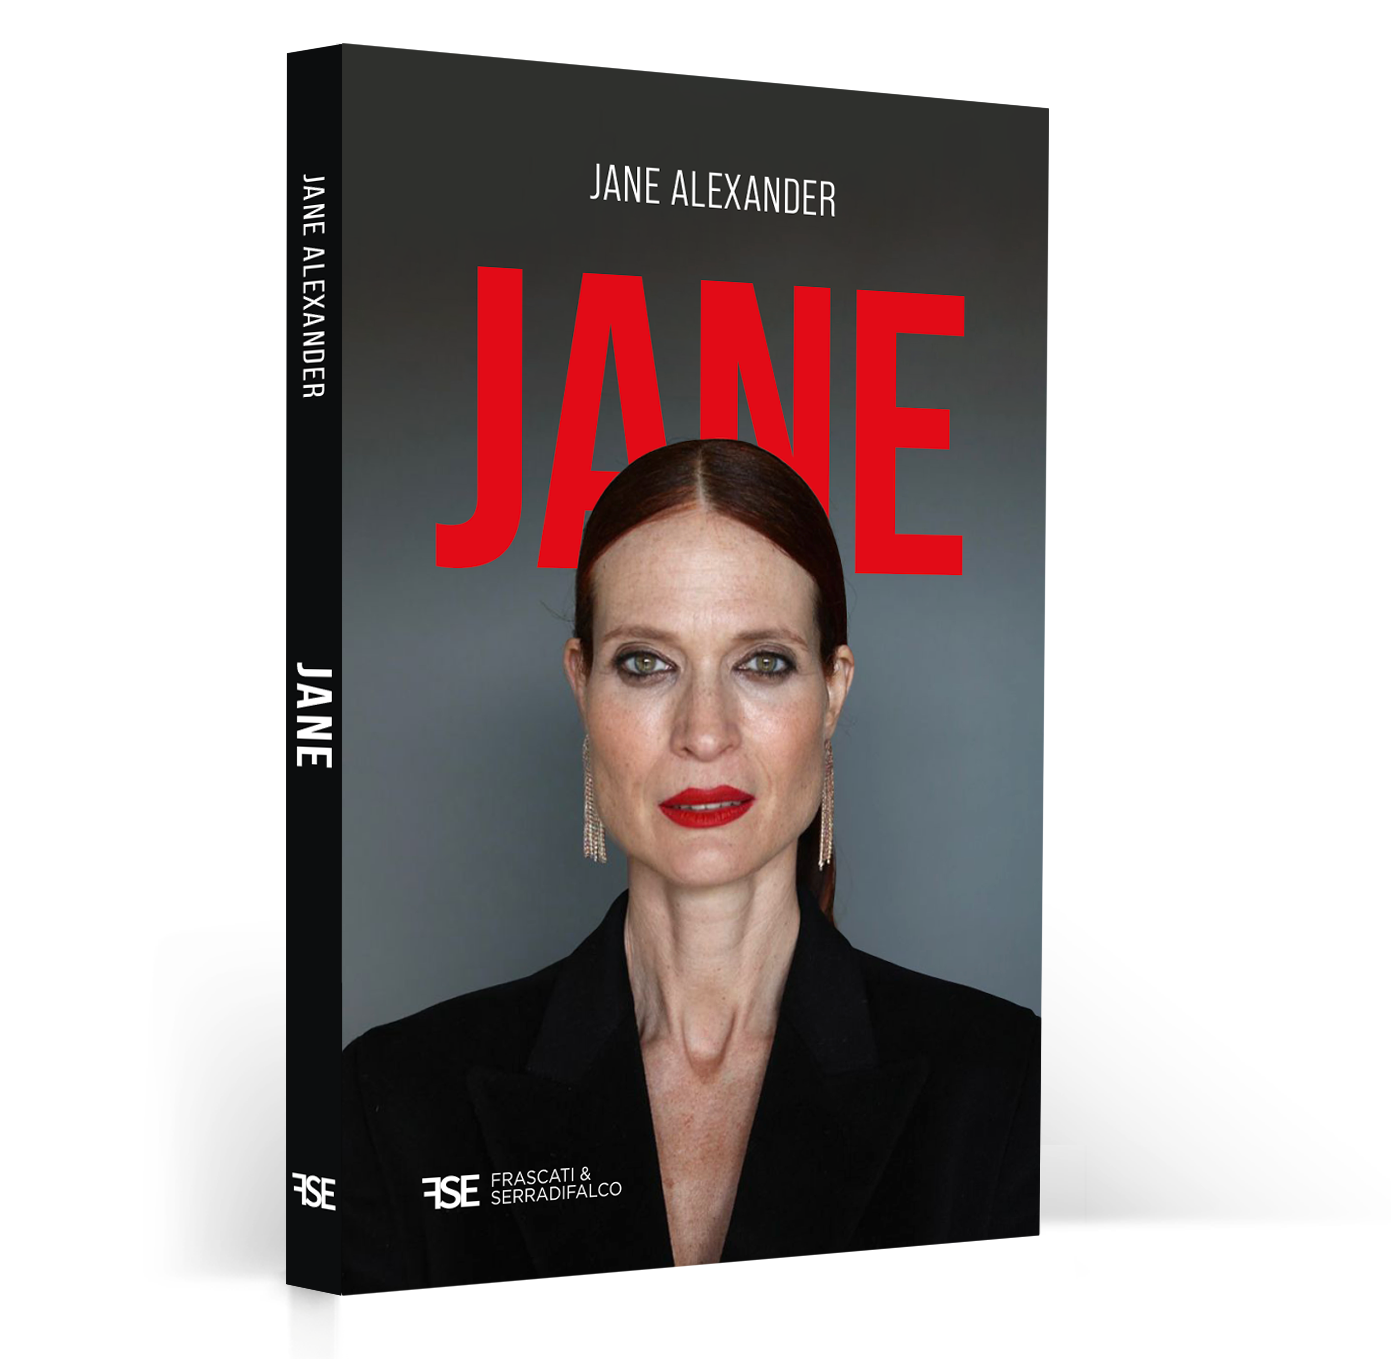 JANE ALEXANDER
JANE
FSE
JANE ALEXANDER
JANE
FSE
FRASCATI &
SERRADIFALCO